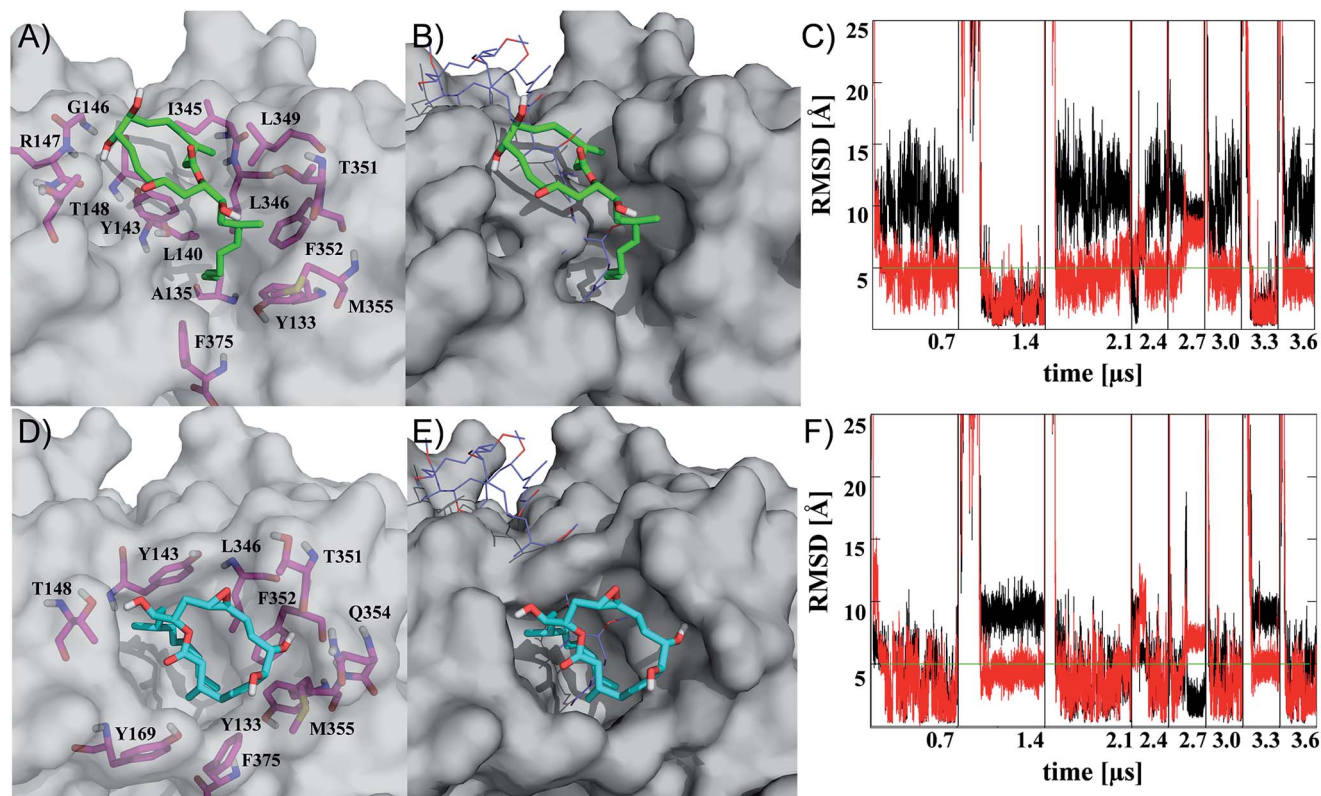 A)
G146
I345
L349
R147
T351
T148
Y143
L346
L140
F352
A135
M355
Y133
F375
B)
C)
RMSD [Å]
25
20
15
10
5
0.7 1.4 2.1 2.4 2.7 3.0 3.3 3.6
time [µs]
D)
Y143
L346
T351
T148
F352
Q354
Y133
M355
Y169
F375
E)
F)
RMSD [Å]
25
20
15
10
5
0.7 1.4 2.1 2.4 2.7 3.0 3.3 3.6
time [µs]